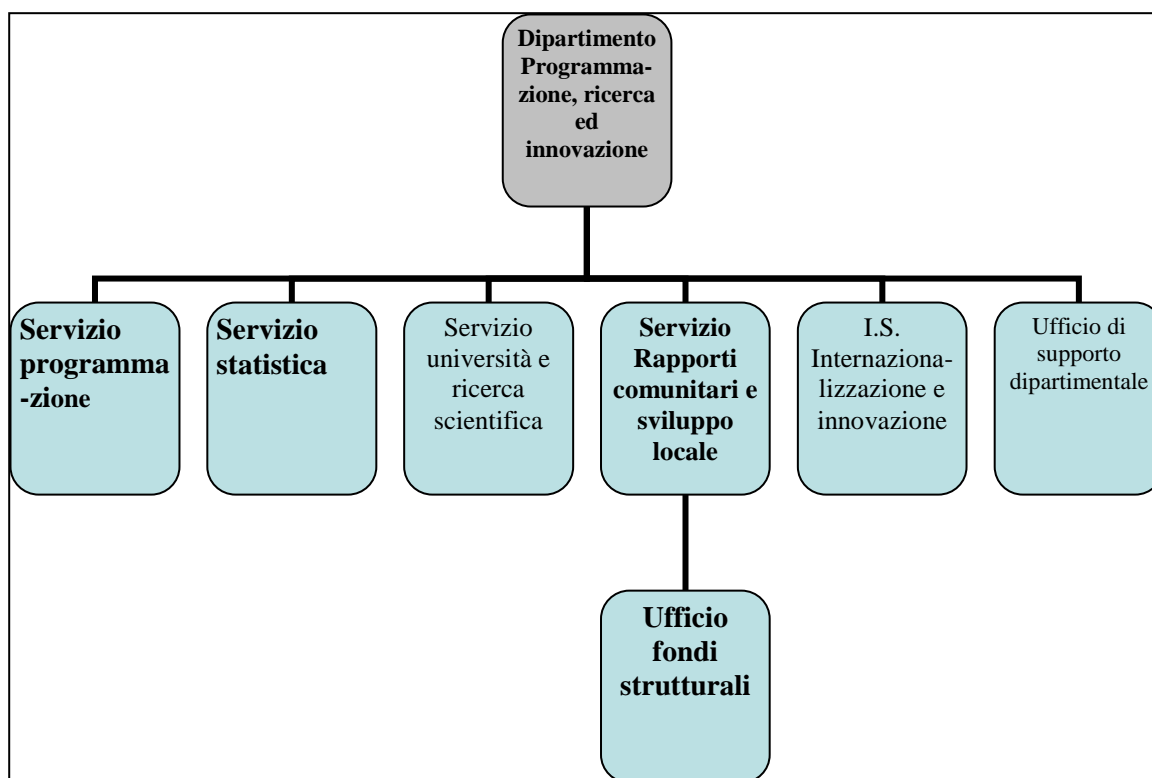 Dipartimento
Programma-
zione, ricerca
ed
innovazione
Servizio
programma
-zione
Servizio
statistica
Servizio
università e
ricerca
scientifica
Servizio
Rapporti
comunitari e
sviluppo
locale
I.S.
Internaziona-
lizzazione e
innovazione
Ufficio di
supporto
dipartimentale
Ufficio
fondi
strutturali